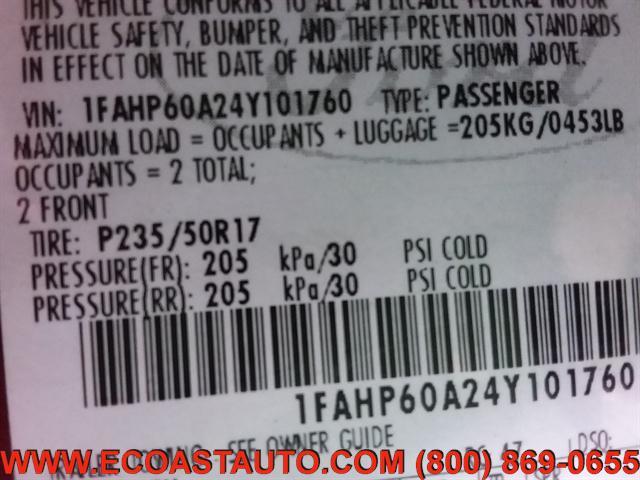 THIS VEHICLE CONFORMS TO ALL APPLICABLE FEDERAL MOTOR
VEHICLE SAFETY, BUMPER, AND THEFT PREVENTION STANDARDS
IN EFFECT ON THE DATE OF MANUFACTURE SHOWN ABOVE.
VIN: 1FAHP60A24Y101760 TYPE: PASSENGER
MAXIMUM LOAD = OCCUPANTS + LUGGAGE =205KG/0453LB
OCCUPANTS = 2 TOTAL;
2 FRONT
TIRE: P235/50R17
PRESSURE(FR): 205 kPa/30 PSI COLD
PRESSURE(RR): 205 kPa/30 PSI COLD
1FAHP60A24Y101760
SEE OWNER GUIDE
WWW.ECOASTAUTO.COM (800) 869-0655